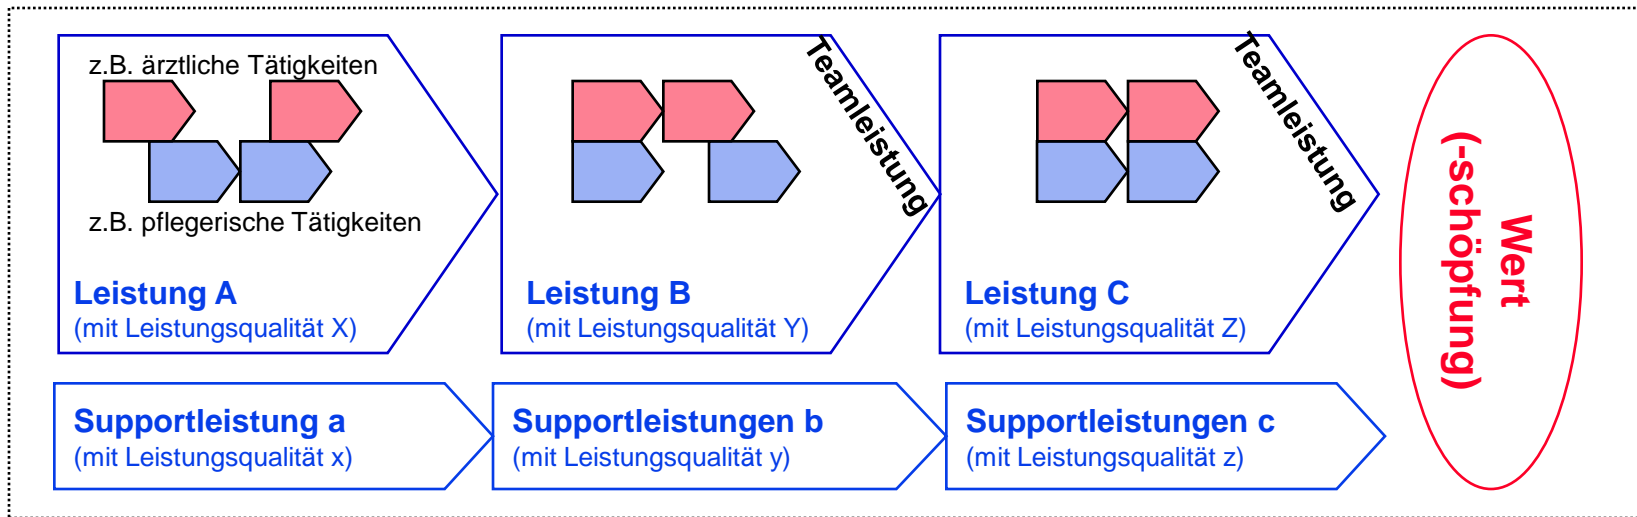 z.B. ärztliche Tätigkeiten
z.B. pflegerische Tätigkeiten
Leistung A
(mit Leistungsqualität X)
Teamleistung
Leistung B
(mit Leistungsqualität Y)
Teamleistung
Leistung C
(mit Leistungsqualität Z)
Wert
(-schöpfung)
Supportleistung a
(mit Leistungsqualität x)
Supportleistungen b
(mit Leistungsqualität y)
Supportleistungen c
(mit Leistungsqualität z)